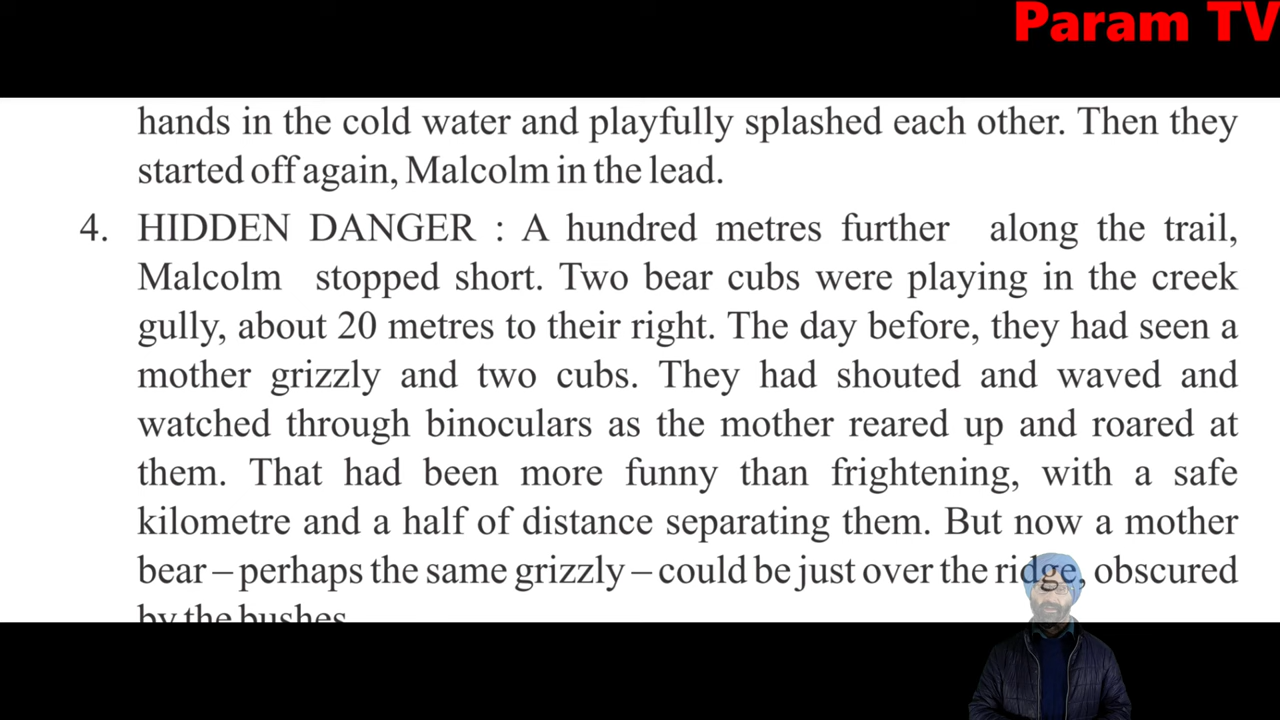 Param TV
hands in the cold water and playfully splashed each other. Then they
started off again, Malcolm in the lead.
4. HIDDEN DANGER : A hundred metres further along the trail,
Malcolm stopped short. Two bear cubs were playing in the creek
gully, about 20 metres to their right. The day before, they had seen a
mother grizzly and two cubs. They had shouted and waved and
watched through binoculars as the mother reared up and roared at
them. That had been more funny than frightening, with a safe
kilometre and a half of distance separating them. But now a mother
bear – perhaps the same grizzly – could be just over the ridge, obscured
by the bushes.